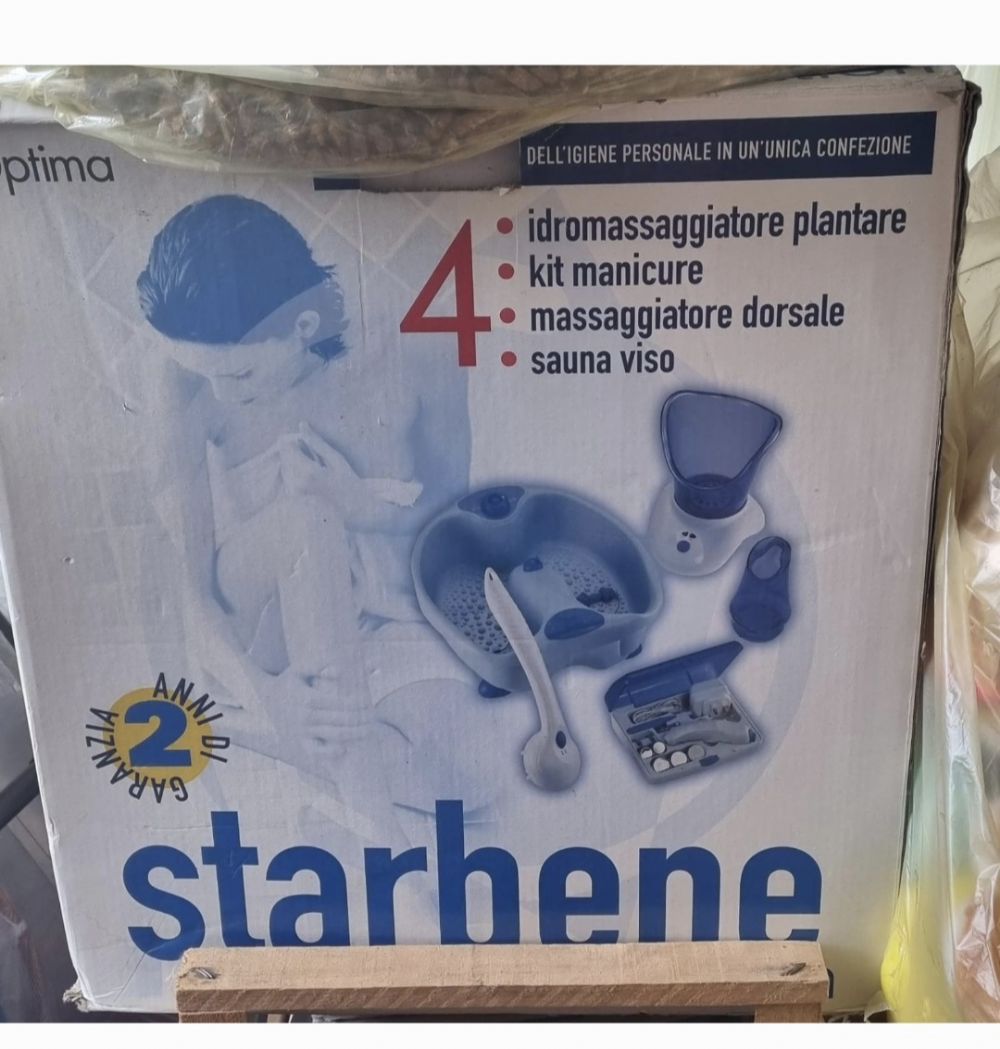 ptima
DELL'IGIENE PERSONALE IN UN'UNICA CONFEZIONE
4
idromassaggiatore plantare
kit manicure
massaggiatore dorsale
sauna viso
2
ANNI DI
GARANZIA
starbene